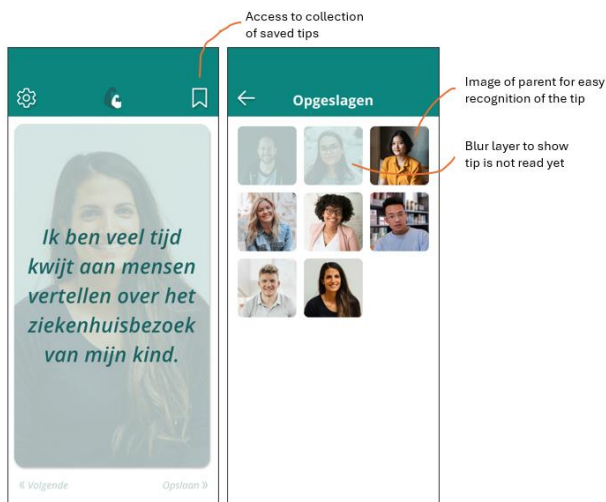 Access to collection
of saved tips
Opgeslagen
Image of parent for easy
recognition of the tip
Blur layer to show
tip is not read yet
Ik ben veel tijd
kwijt aan mensen
vertellen over het
ziekenhuisbezoek
van mijn kind.
« Volgende
Opslaan »